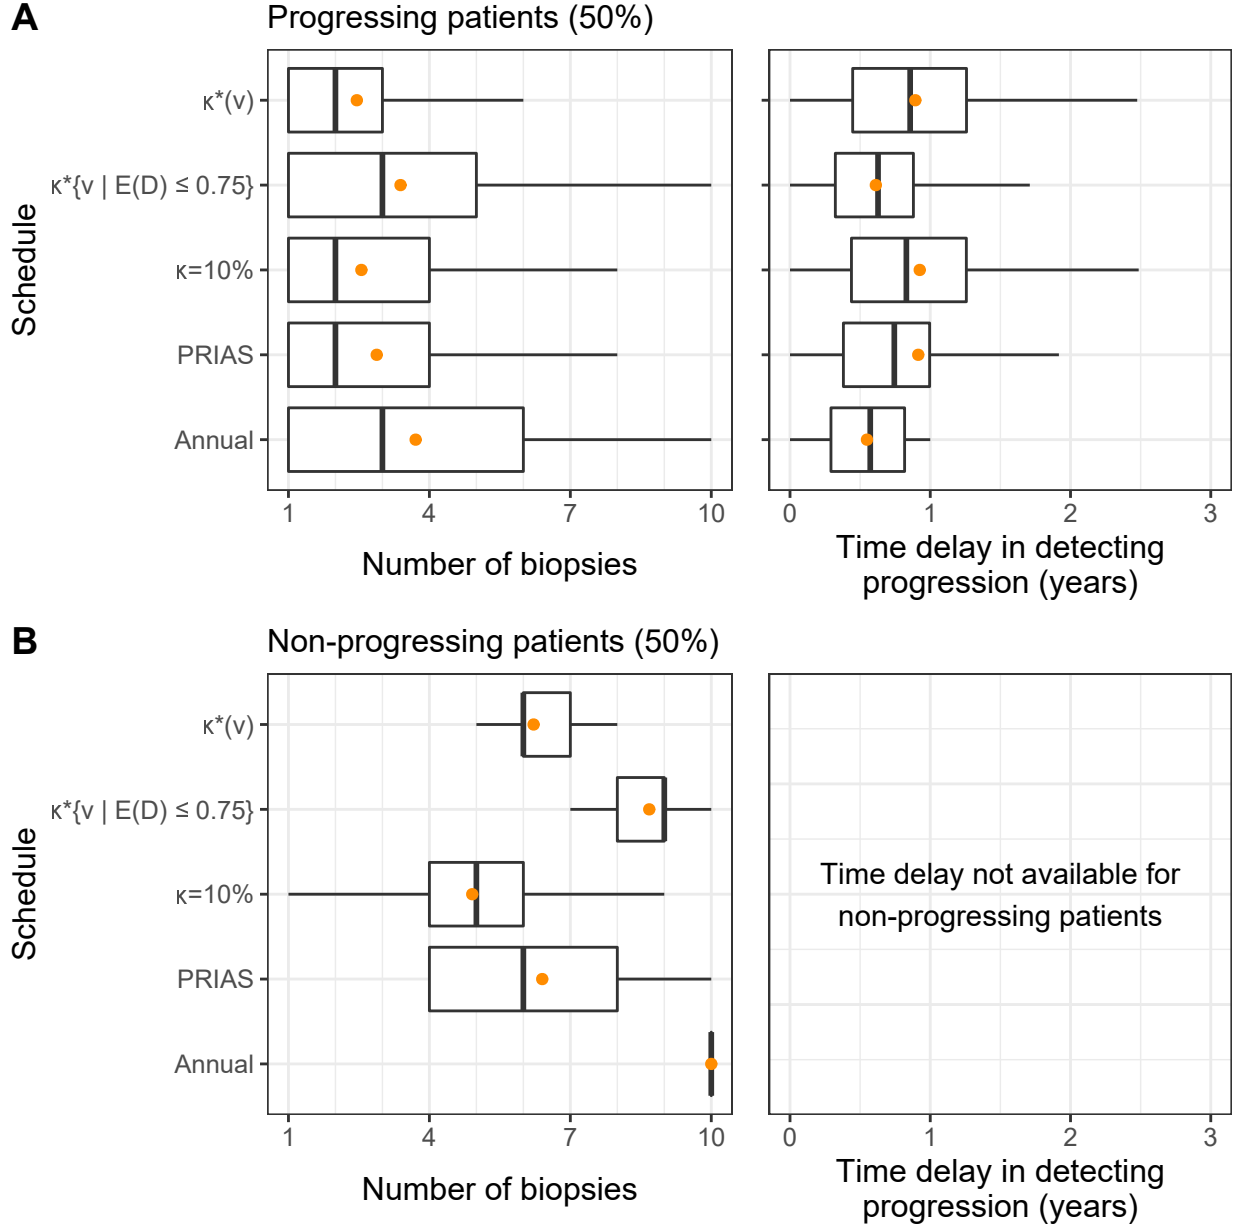 A
Progressing patients (50%)
Schedule
κ*(v)
κ*{v | E(D) ≤ 0.75}
κ=10%
PRIAS
Annual
1 4 7 10
Number of biopsies
0 1 2 3
Time delay in detecting
progression (years)
B
Non-progressing patients (50%)
Schedule
κ*(v)
κ*{v | E(D) ≤ 0.75}
κ=10%
PRIAS
Annual
1 4 7 10
Number of biopsies
Time delay not available for
non-progressing patients
0 1 2 3
Time delay in detecting
progression (years)